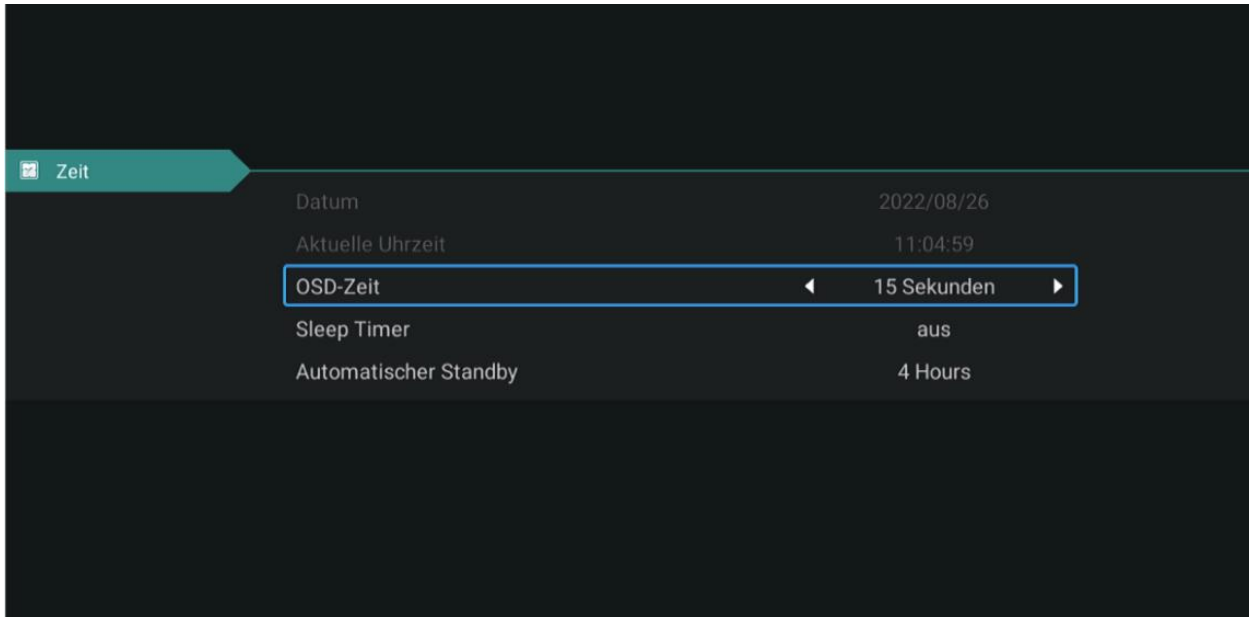 Zeit
Datum 2022/08/26
Aktuelle Uhrzeit 11:04:59
OSD-Zeit 15 Sekunden
Sleep Timer aus
Automatischer Standby 4 Hours